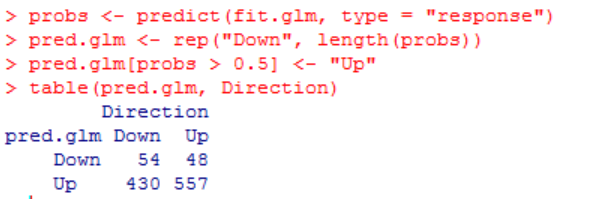 > probs <- predict(fit.glm, type = "response")
> pred.glm <- rep("Down", length(probs))
> pred.glm[probs > 0.5] <- "Up"
> table(pred.glm, Direction)
        Direction
pred.glm Down  Up
    Down   54  48
    Up    430 557